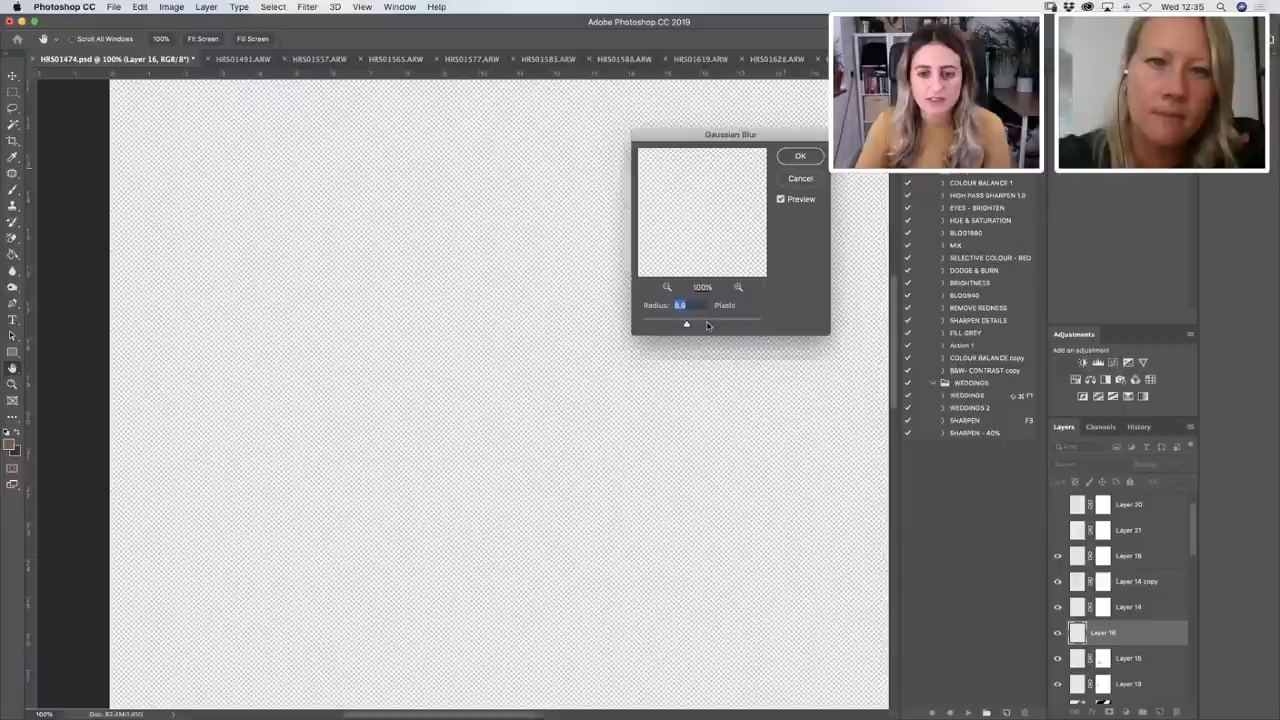 Photoshop CC File Edit Image Layer Type Select Filter 3D View Window Help Wed 12:35
Adobe Photoshop CC 2019
Scroll All Windows 100% Fit Screen Fill Screen
HRS01474.psd @ 100% (Layer 16, RGB/8*) * HRS01491.ARW HRS01557.ARW HRS01565.ARW HRS01577.ARW HRS01583.ARW HRS01588.ARW HRS01619.ARW HRS01628.ARW
Gaussian Blur
OK
Cancel
Preview
100%
Radius: Pixels
COLOUR BALANCE 1
HIGH PASS SHARPEN 1.0
EYES - BRIGHTEN
HUE & SATURATION
BLOG1880
MIX
SELECTIVE COLOUR - RED
DODGE & BURN
BRIGHTNESS
BLOG940
REMOVE REDNESS
SHARPEN DETAILS
FILL GREY
Action 1
COLOUR BALANCE copy
B&W- CONTRAST copy
WEDDINGS
WEDDINGS F1
WEDDINGS 2
SHARPEN F3
SHARPEN - 40%
Adjustments
Add an adjustment
Layers Channels History
Layer 20
Layer 21
Layer 14 copy
Layer 14
Layer 16
Layer 15
100%